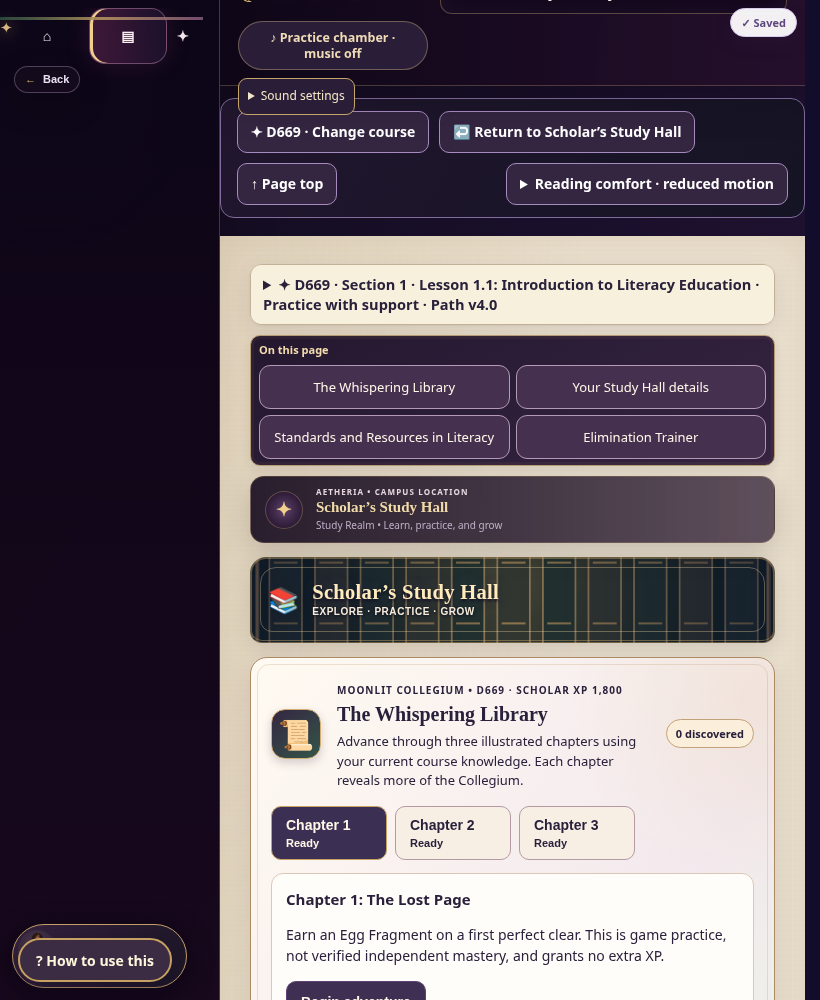 ✓ Saved
← Back
♪ Practice chamber ·
music off
▶ Sound settings
✦ D669 · Change course
↩️ Return to Scholar’s Study Hall
↑ Page top
▶ Reading comfort · reduced motion
▶ ✦ D669 · Section 1 · Lesson 1.1: Introduction to Literacy Education ·
Practice with support · Path v4.0
On this page
The Whispering Library
Your Study Hall details
Standards and Resources in Literacy
Elimination Trainer
AETHERIA • CAMPUS LOCATION
Scholar’s Study Hall
Study Realm • Learn, practice, and grow
Scholar’s Study Hall
EXPLORE · PRACTICE · GROW
MOONLIT COLLEGIUM • D669 · SCHOLAR XP 1,800
The Whispering Library
Advance through three illustrated chapters using
your current course knowledge. Each chapter
reveals more of the Collegium.
0 discovered
Chapter 1
Ready
Chapter 2
Ready
Chapter 3
Ready
Chapter 1: The Lost Page
Earn an Egg Fragment on a first perfect clear. This is game practice,
not verified independent mastery, and grants no extra XP.
Begin adventure
? How to use this